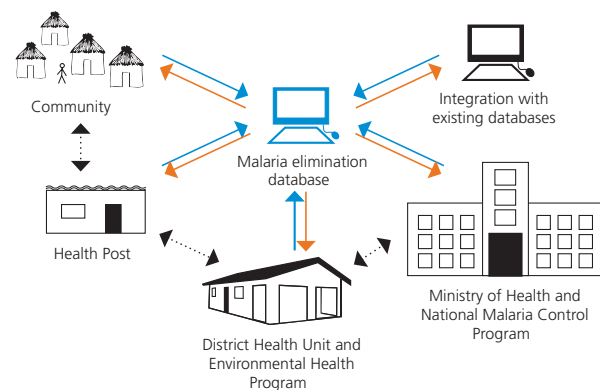 Community
Integration with
existing databases
Malaria elimination
database
Health Post
Ministry of Health and
National Malaria Control
Program
District Health Unit and
Environmental Health
Program